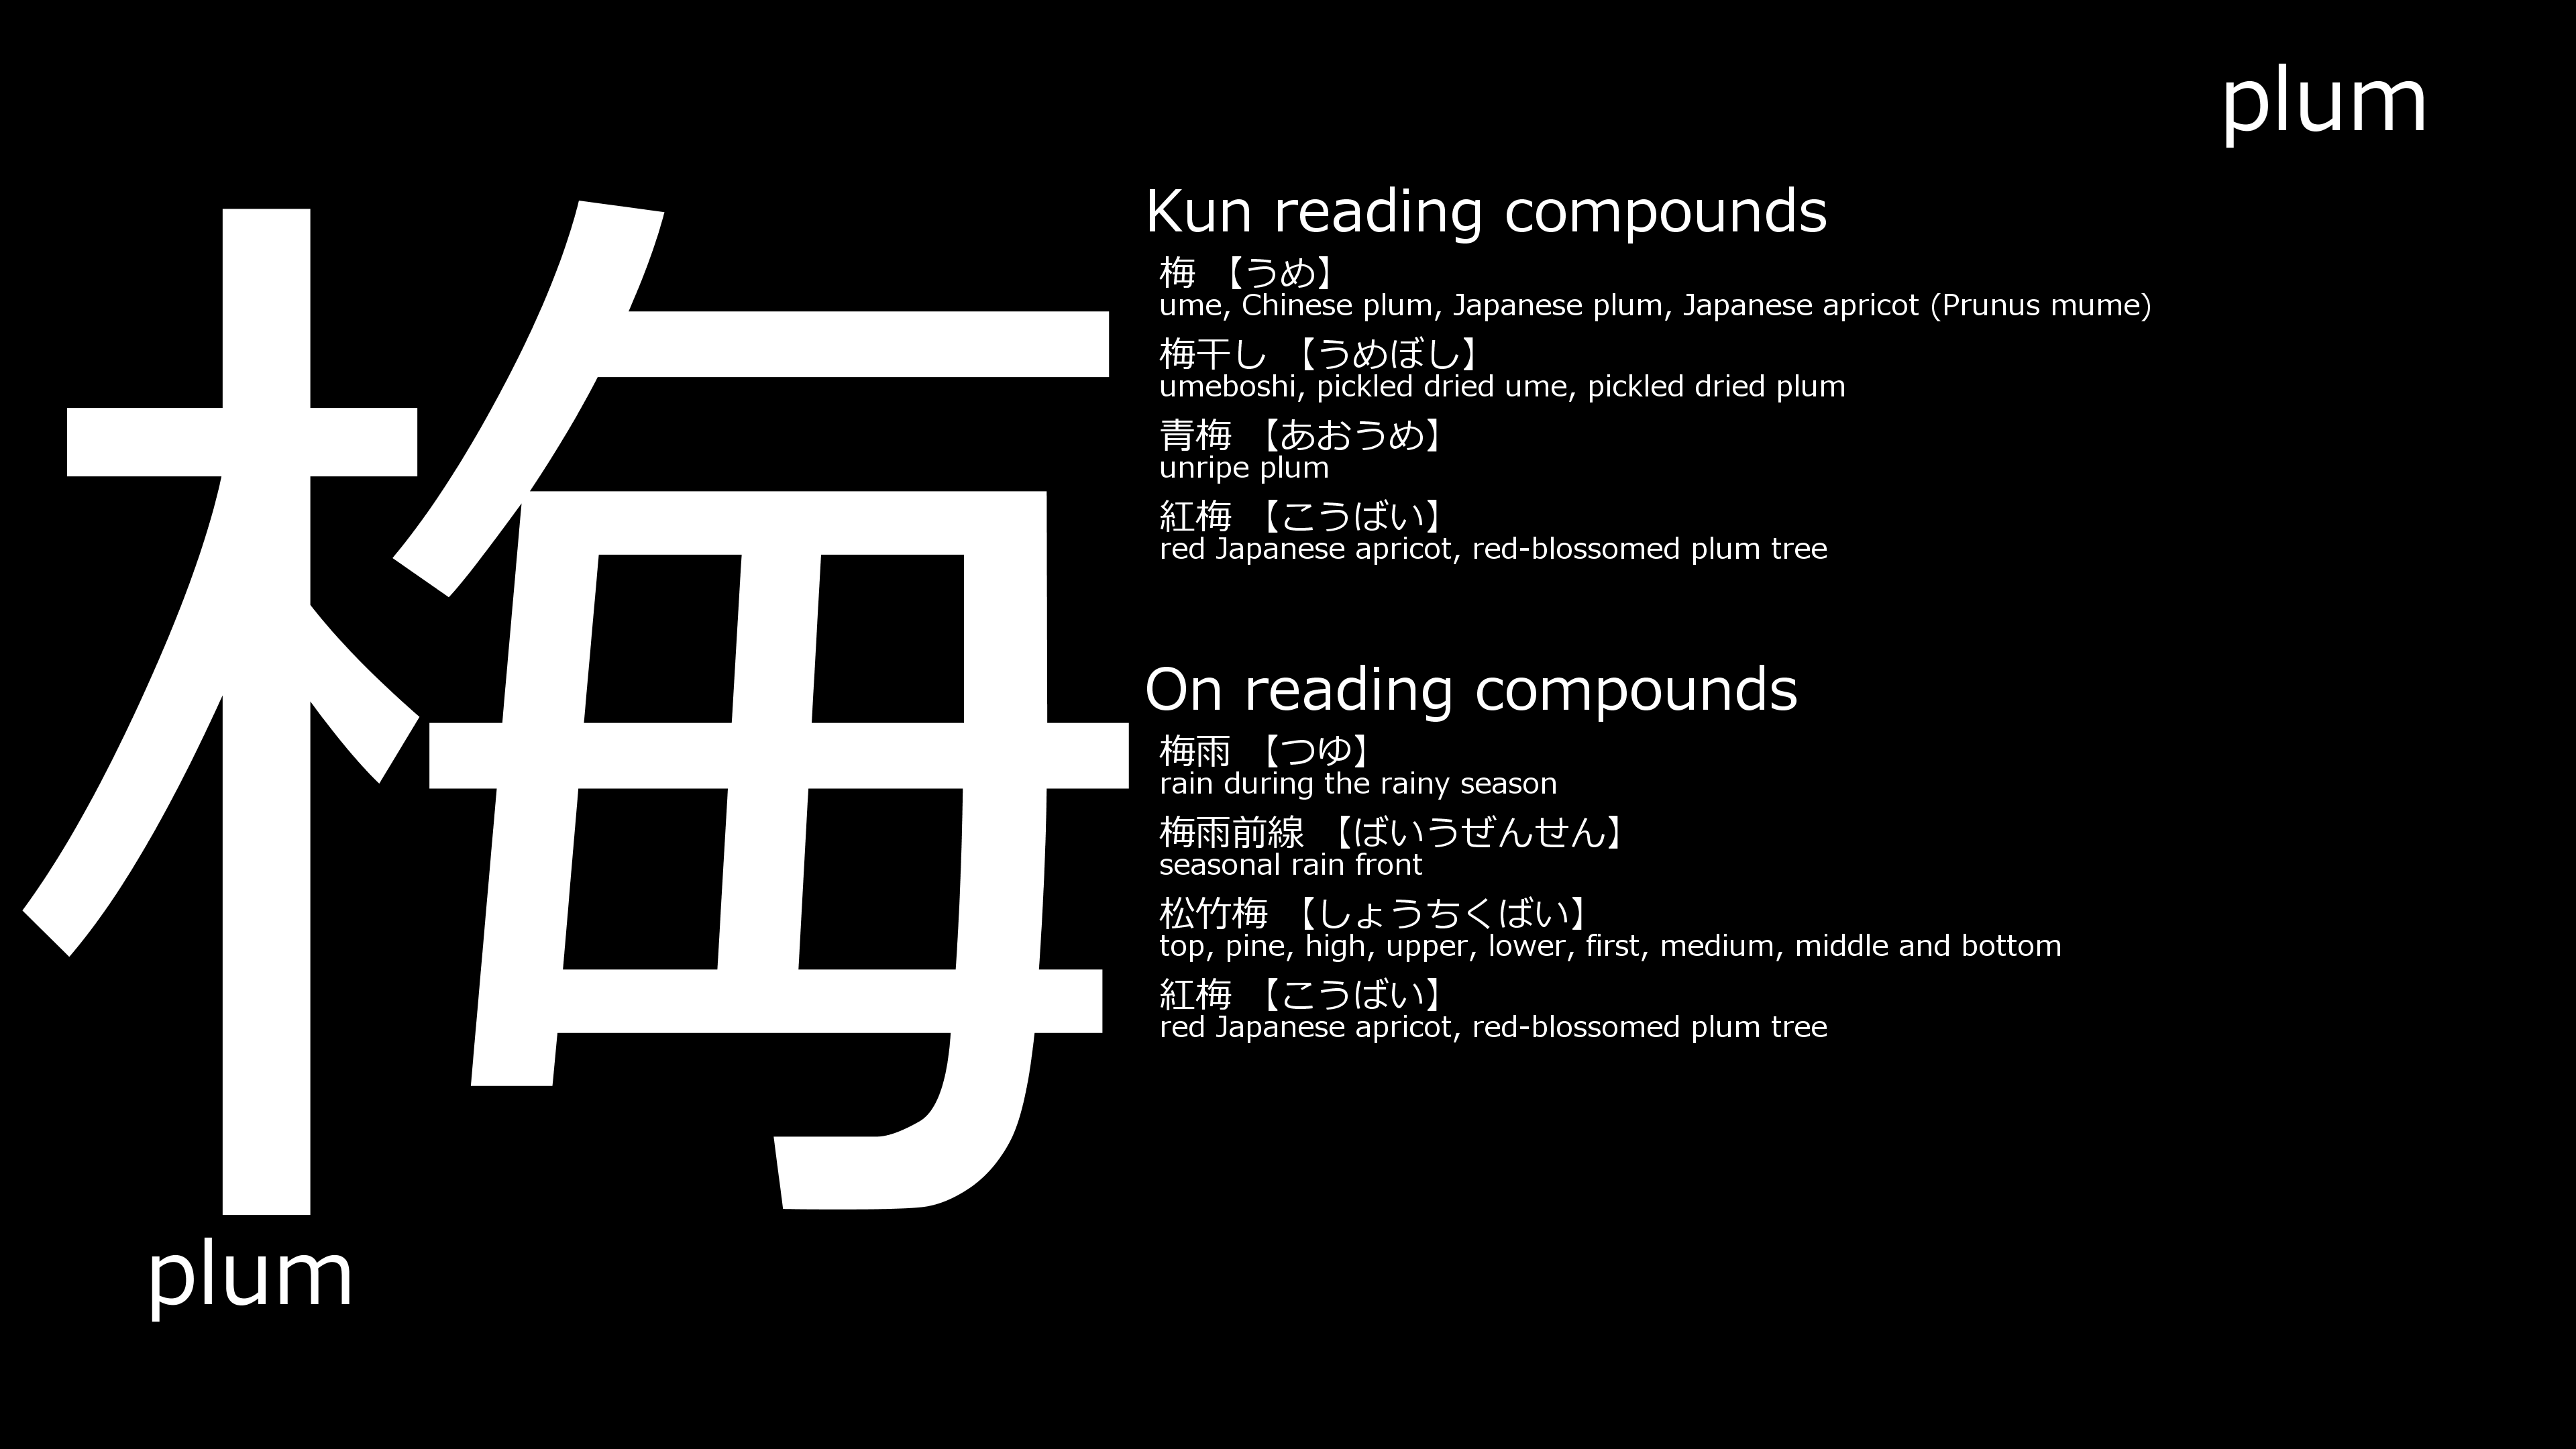 plum
梅
plum
Kun reading compounds
梅 【うめ】
ume, Chinese plum, Japanese plum, Japanese apricot (Prunus mume)
梅干し 【うめぼし】
umeboshi, pickled dried ume, pickled dried plum
青梅 【あおうめ】
unripe plum
紅梅 【こうばい】
red Japanese apricot, red-blossomed plum tree
On reading compounds
梅雨 【つゆ】
rain during the rainy season
梅雨前線 【ばいうぜんせん】
seasonal rain front
松竹梅 【しょうちくばい】
top, pine, high, upper, lower, first, medium, middle and bottom
紅梅 【こうばい】
red Japanese apricot, red-blossomed plum tree